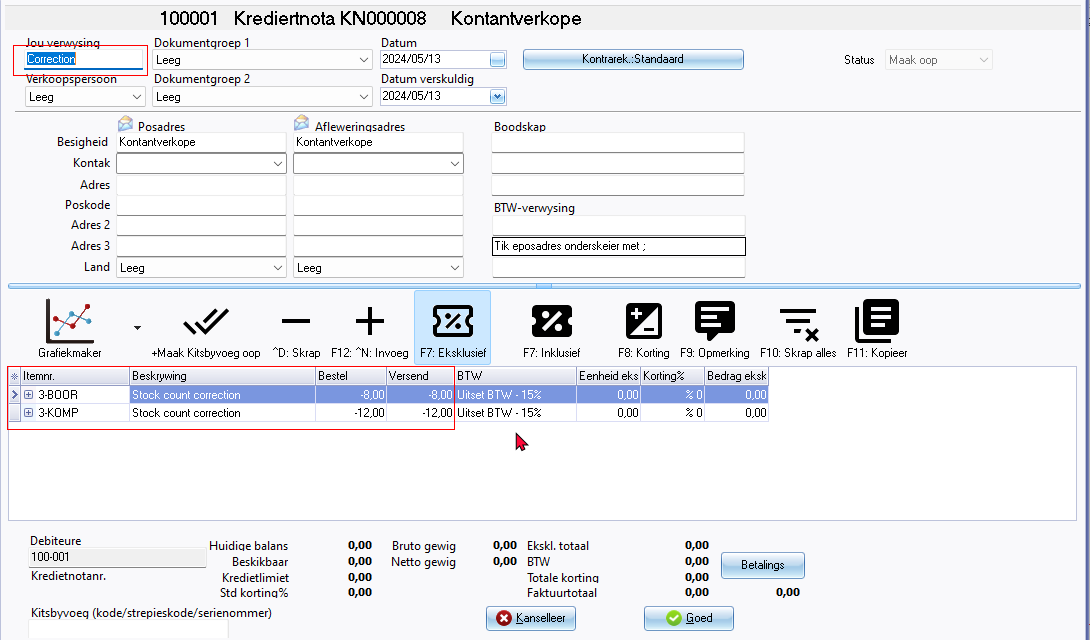 100001 Krediertnota KN000008 Kontantverkope
Jou verwysing Dokumentgroep 1 Datum
Correction Leeg 2024/05/13 Kontrarek.:Standaard Status Maak oop
Verkoopspersoon Dokumentgroep 2 Datum verskuldig
Leeg Leeg 2024/05/13
Posadres Afleweringsadres Boodskap
Besigheid Kontantverkope Kontantverkope
Kontak
Adres
Poskode
BTW-verwysing
Adres 2
Adres 3 Tik eposadres onderskeier met ;
Land Leeg Leeg
Grafiekmaker +Maak Kitsbyvoeg oop ^D: Skrap F12: ^N: Invoeg F7: Eksklusief F7: Inklusief F8: Korting F9: Opmerking F10: Skrap alles F11: Kopieer
Itemnr. Beskrywing Bestel Versend BTW Eenheid eks Korting% Bedrag eksk
3-BOOR Stock count correction -8,00 -8,00 Uitset BTW - 15% 0,00 % 0 0,00
3-KOMP Stock count correction -12,00 -12,00 Uitset BTW - 15% 0,00 % 0 0,00
Debiteure
100-001
Kredietnotanr.
Huidige balans 0,00 Bruto gewig 0,00 Ekskl. totaal 0,00
Beskikbaar 0,00 Netto gewig 0,00 BTW 0,00
Kredietlimiet 0,00 Totale korting 0,00
Std korting% 0,00 Faktuurtotaal 0,00 0,00
Betalings
Kitsbyvoeg (kode/strepieskode/serienommer)
Kanselleer Goed